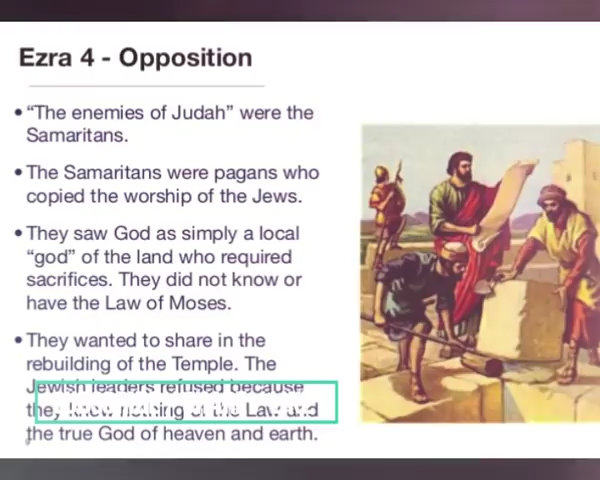 Ezra 4 - Opposition
• “The enemies of Judah” were the
Samaritans.
• The Samaritans were pagans who
copied the worship of the Jews.
• They saw God as simply a local
“god” of the land who required
sacrifices. They did not know or
have the Law of Moses.
• They wanted to share in the
rebuilding of the Temple. The
Jewish leaders refused because
they know nothing of the Law and
the true God of heaven and earth.